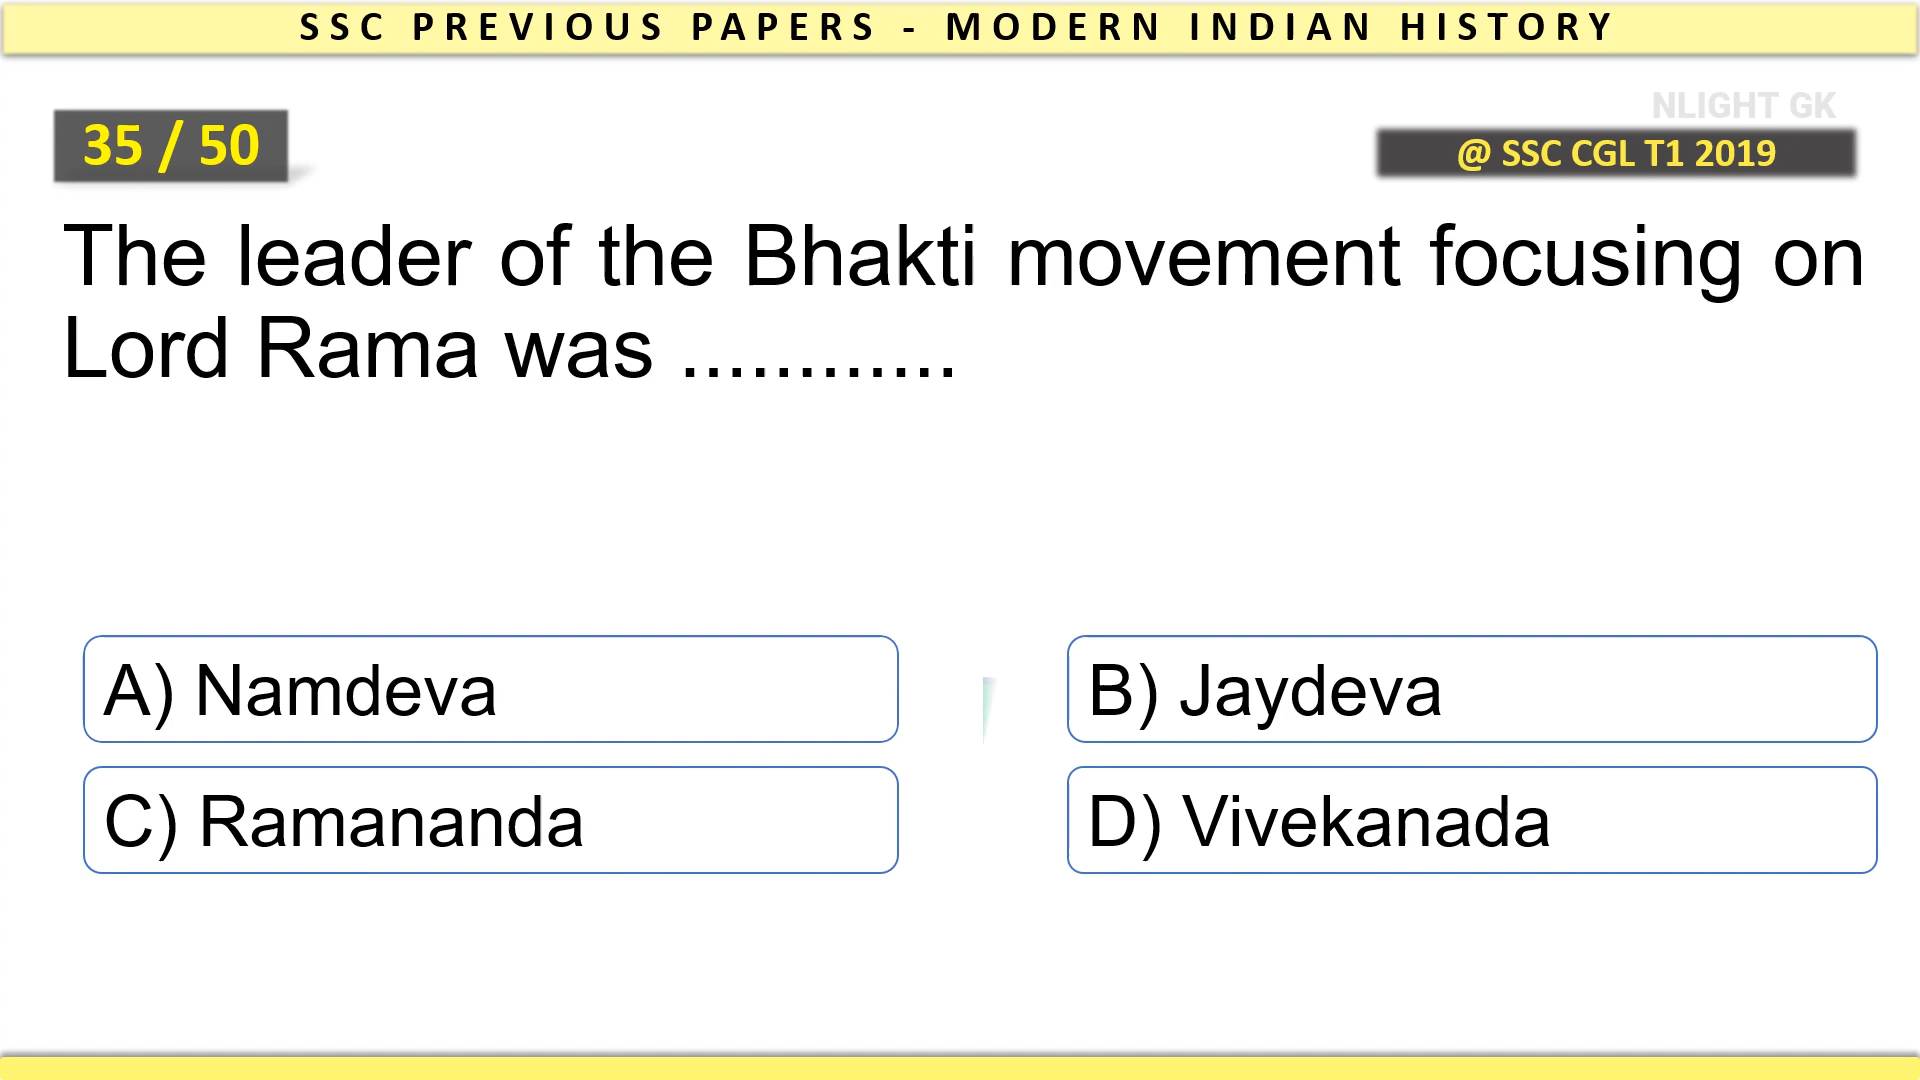 SSC PREVIOUS PAPERS - MODERN INDIAN HISTORY
NLIGHT GK
35 / 50
@ SSC CGL T1 2019
The leader of the Bhakti movement focusing on
Lord Rama was ............
A) Namdeva
B) Jaydeva
C) Ramananda
D) Vivekanada